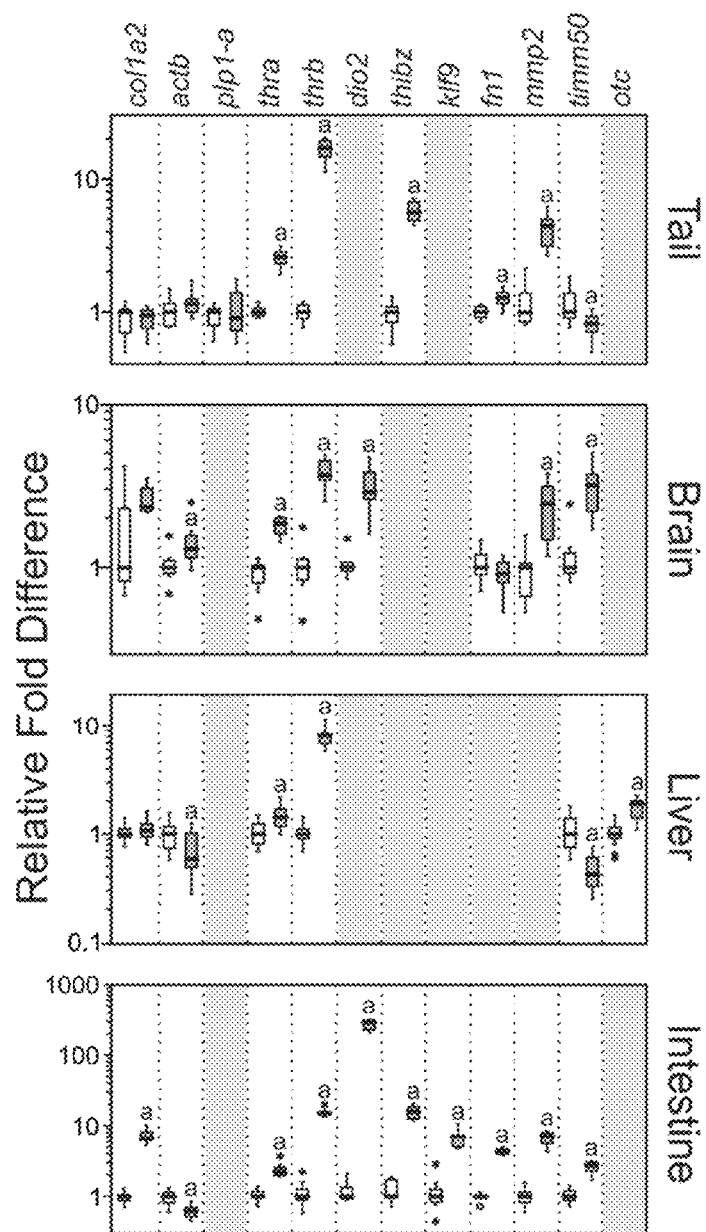 col1a2
actb
plp1-a
thra
thrb
dio2
thibz
klf9
fn1
mmp2
timm50
otc
Relative Fold Difference
Tail
10
1
a
a
a
a
a
a
Brain
10
1
a
a
a
a
a
a
Liver
10
1
0.1
a
a
a
a
a
Intestine
1000
100
10
1
a
a
a
a
a
a
a
a
a
a